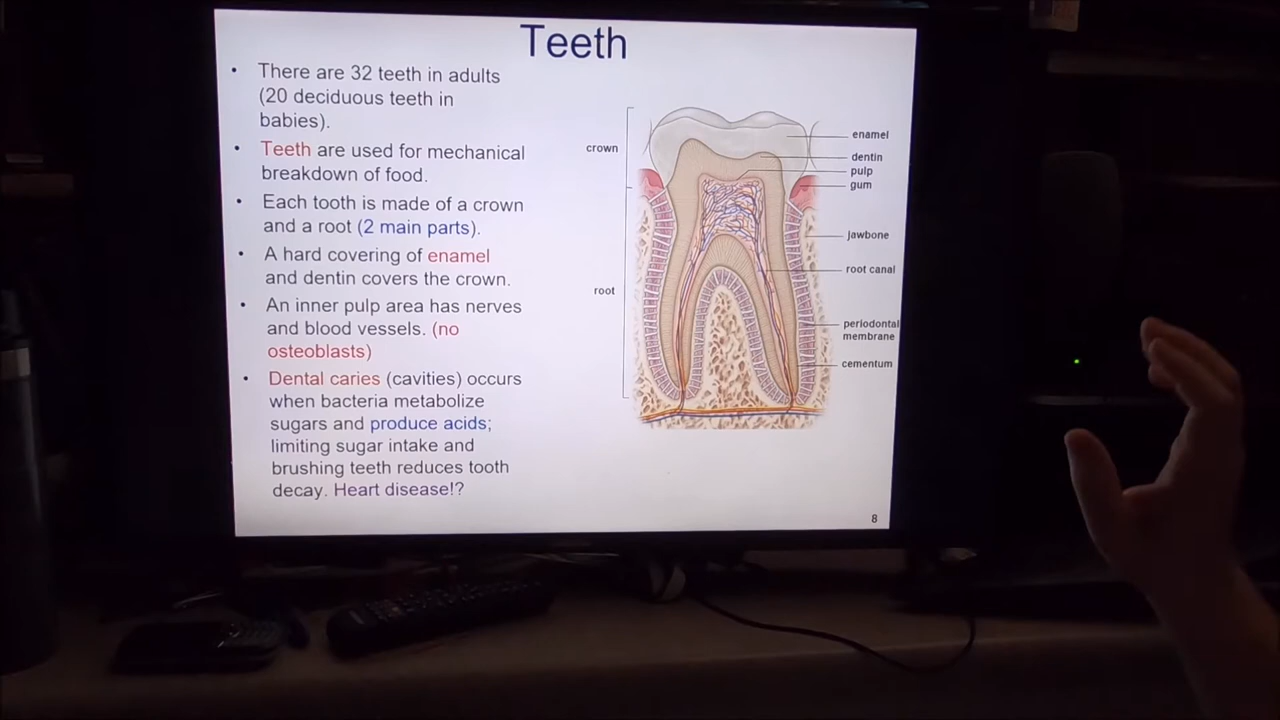 Teeth
• There are 32 teeth in adults
(20 deciduous teeth in
babies).
• Teeth are used for mechanical
breakdown of food.
• Each tooth is made of a crown
and a root (2 main parts).
• A hard covering of enamel
and dentin covers the crown.
• An inner pulp area has nerves
and blood vessels. (no
osteoblasts)
• Dental caries (cavities) occurs
when bacteria metabolize
sugars and produce acids;
limiting sugar intake and
brushing teeth reduces tooth
decay. Heart disease!?
crown
root
enamel
dentin
pulp
gum
jawbone
root canal
periodontal
membrane
cementum
8